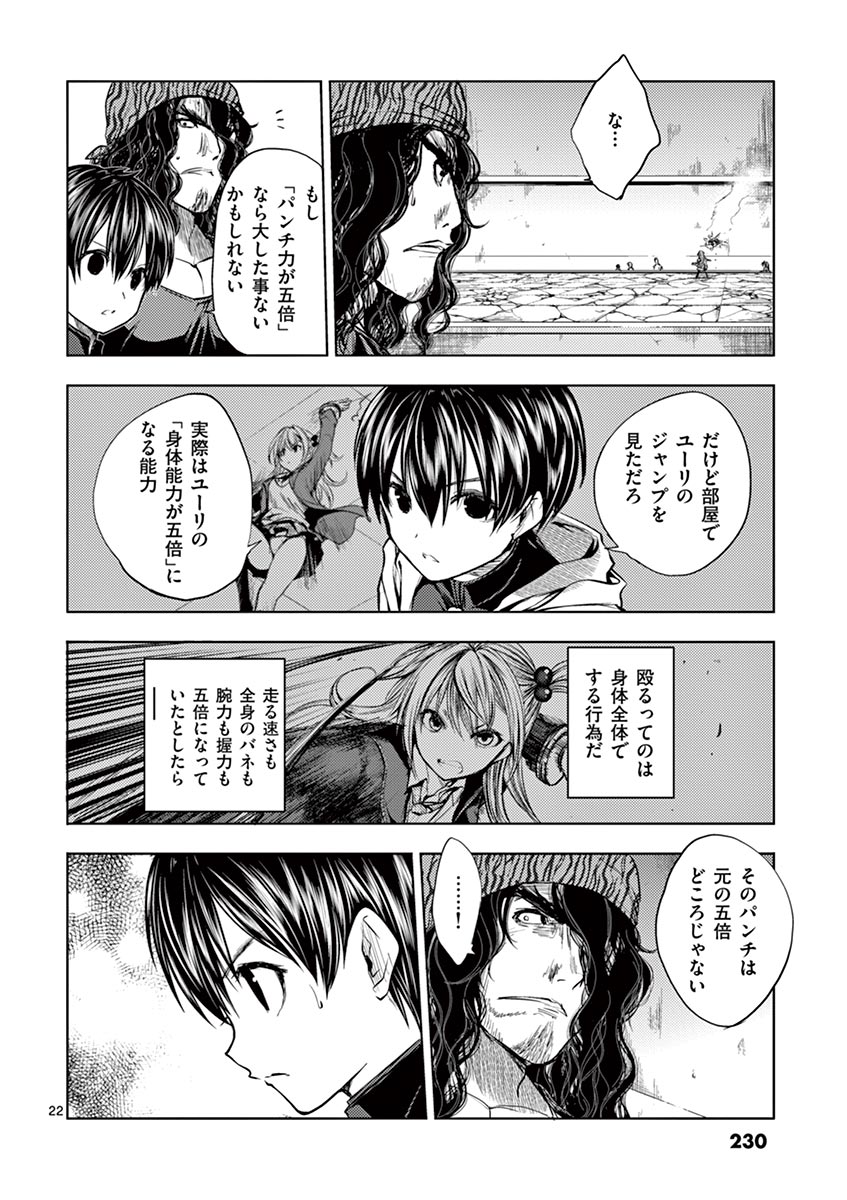 な…
もし
「パンチ力が五倍」
なら大した事ない
かもしれない
だけど部屋で
ユーリの
ジャンプを
見ただろ
実際はユーリの
「身体能力が五倍」に
なる能力
殴るってのは
身体全体で
する行為だ
走る速さも
全身のバネも
腕力も握力も
五倍になって
いたとしたら
――
そのパンチは
元の五倍
どころじゃない
……！
22
230